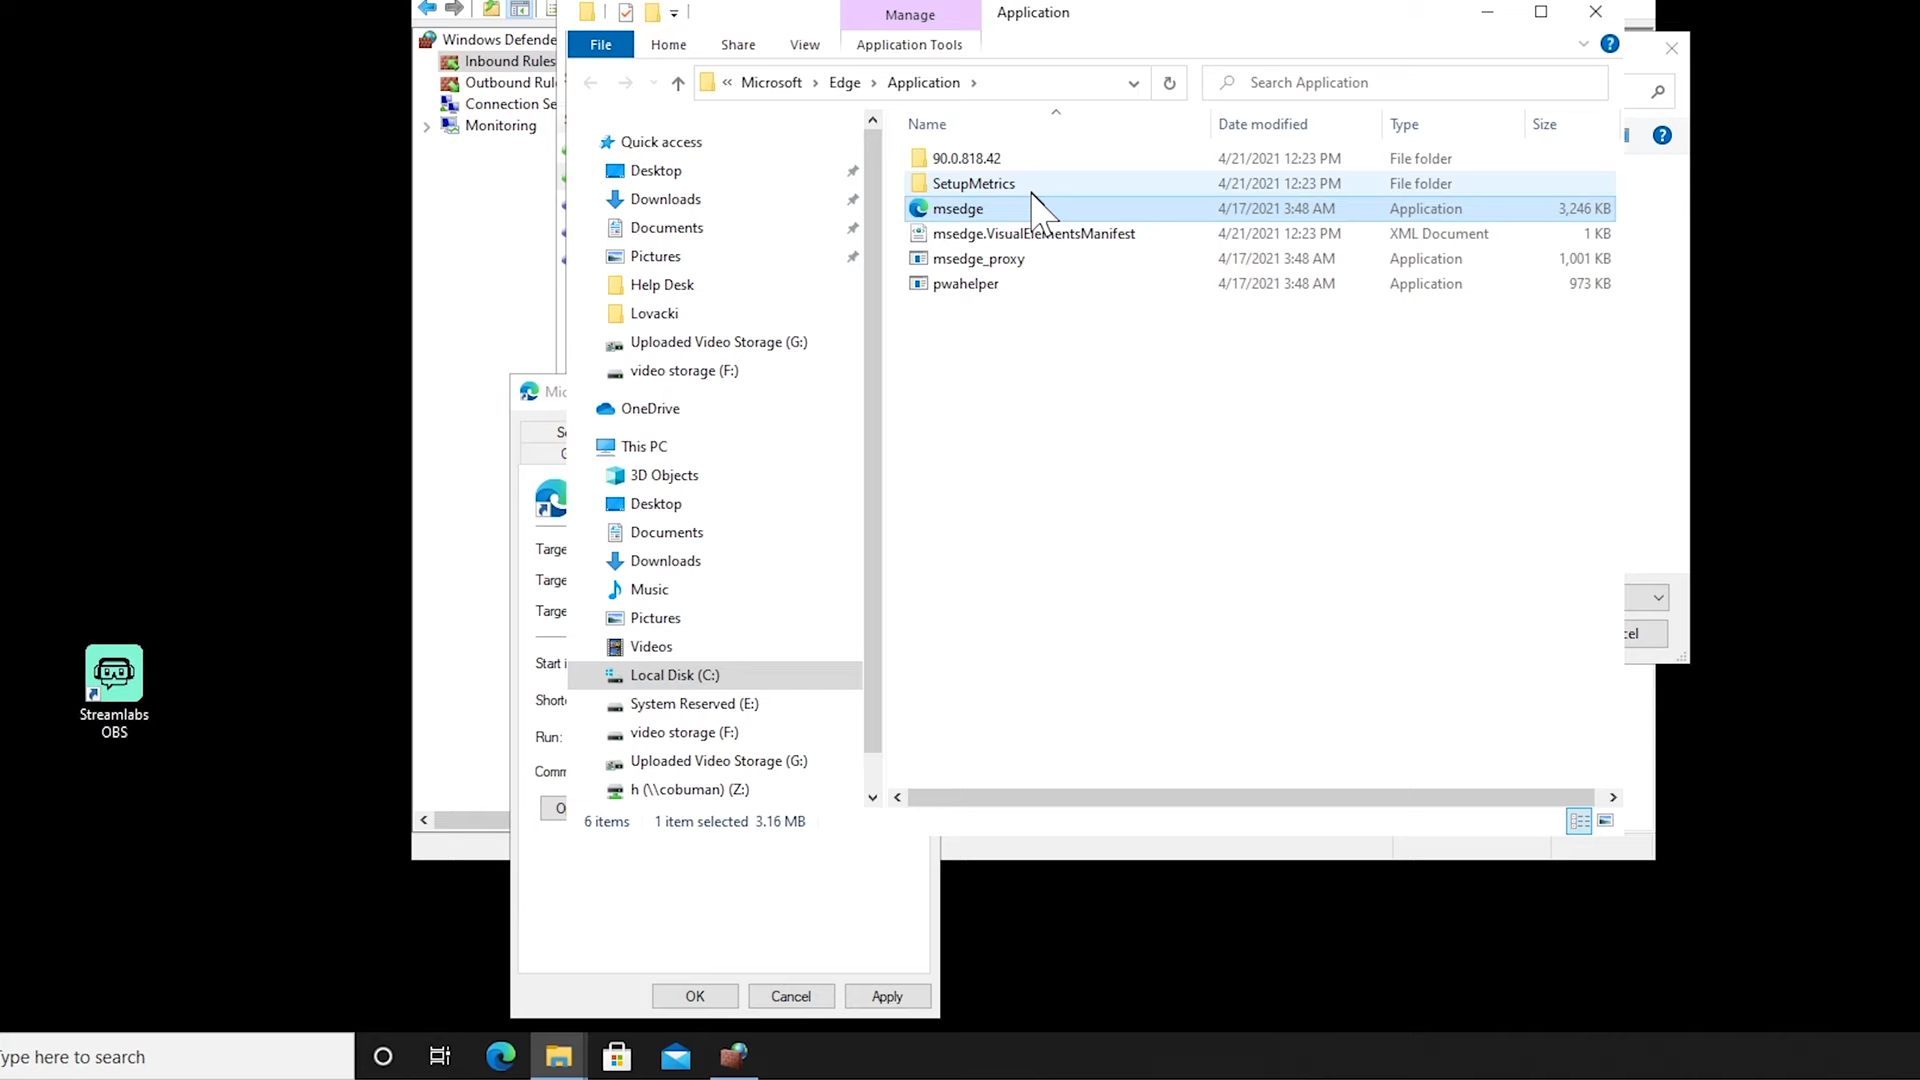 Manage
Application
Windows Defende
File
Home
Share
View
Application Tools
Inbound Rules
Outbound Rul
Connection Se
Monitoring
« Microsoft › Edge › Application ›
Search Application
Name
Date modified
Type
Size
Quick access
Desktop
Downloads
Documents
Pictures
Help Desk
Lovacki
Uploaded Video Storage (G:)
video storage (F:)
OneDrive
This PC
3D Objects
Desktop
Documents
Downloads
Music
Pictures
Videos
Local Disk (C:)
System Reserved (E:)
video storage (F:)
Uploaded Video Storage (G:)
h (\\cobuman) (Z:)
90.0.818.42 4/21/2021 12:23 PM File folder
SetupMetrics 4/21/2021 12:23 PM File folder
msedge 4/17/2021 3:48 AM Application 3,246 KB
msedge.VisualElementsManifest 4/21/2021 12:23 PM XML Document 1 KB
msedge_proxy 4/17/2021 3:48 AM Application 1,001 KB
pwahelper 4/17/2021 3:48 AM Application 973 KB
6 items 1 item selected 3.16 MB
Mic
Targe
Targe
Targe
Start i
Shorto
Run:
Comm
cel
OK
Cancel
Apply
Streamlabs
OBS
Type here to search